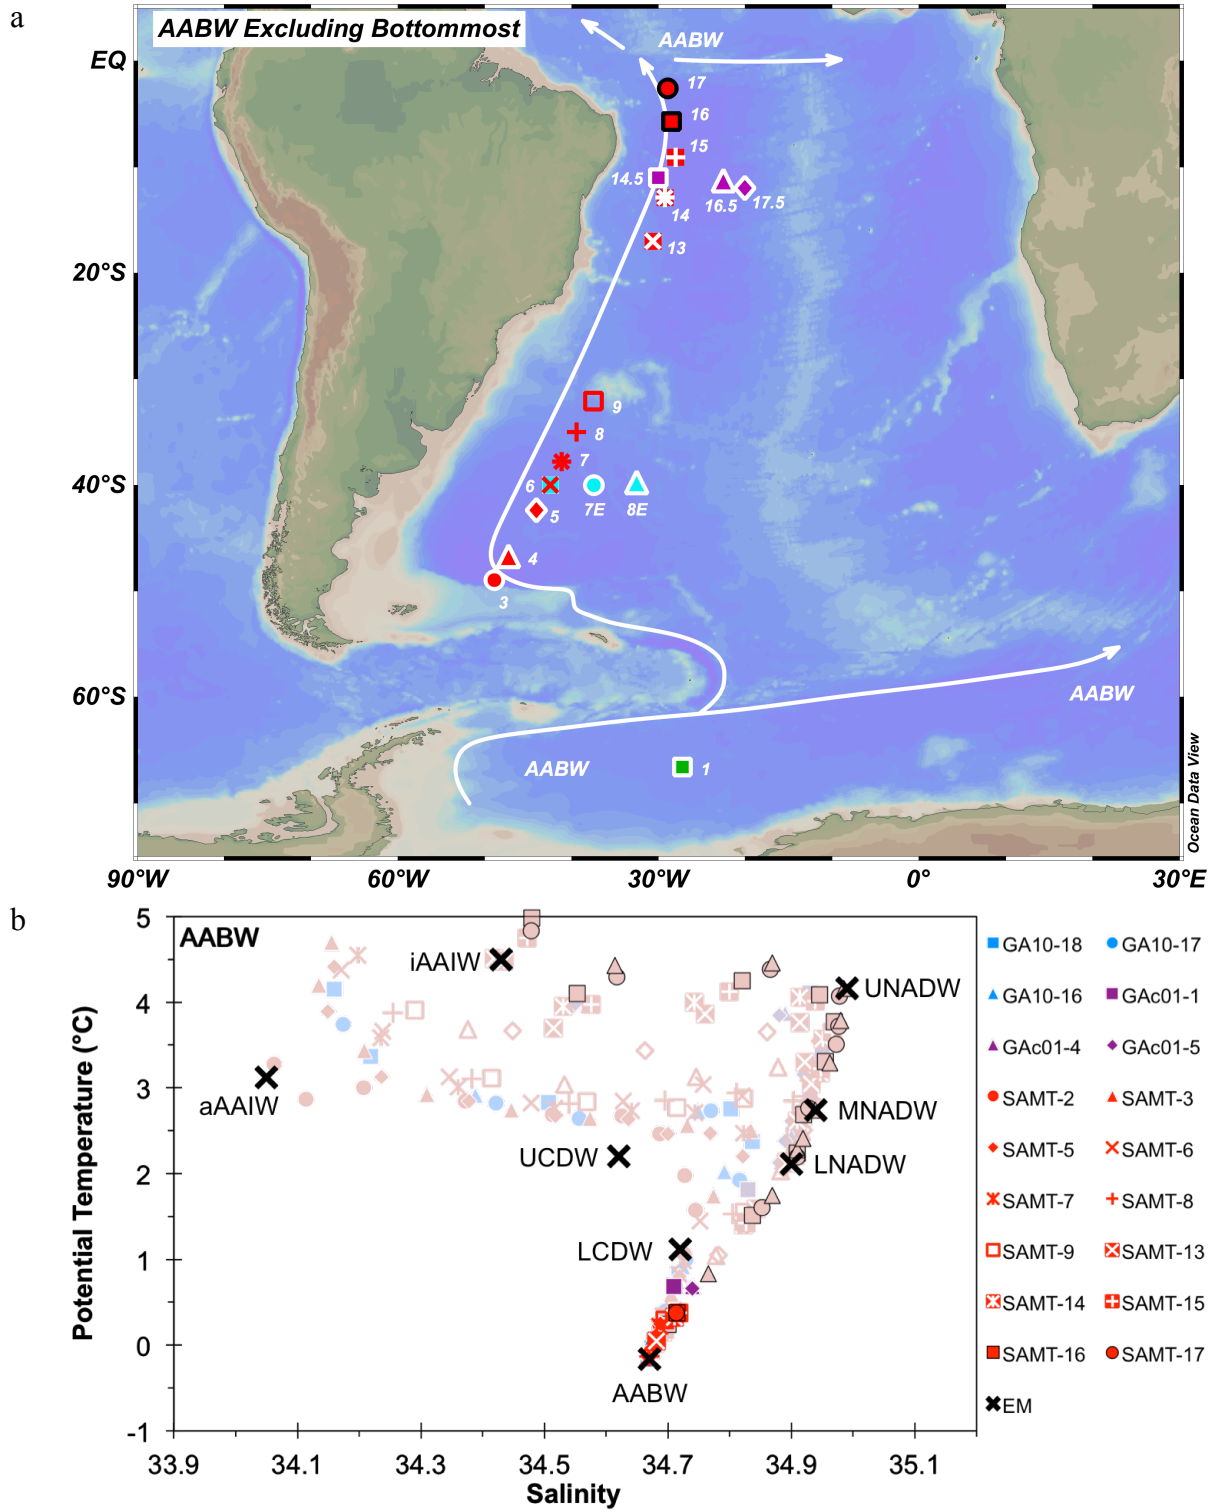 a
AABW Excluding Bottommost
AABW
EQ
17
16
15
14.5
16.5
17.5
14
13
20°S
9
8
7
40°S
6
7E
8E
5
4
3
60°S
AABW
AABW
1
Ocean Data View
90°W
60°W
30°W
0°
30°E
b
AABW
5
4
3
2
1
0
-1
Potential Temperature (°C)
iAAIW
UNADW
aAAIW
MNADW
UCDW
LNADW
LCDW
AABW
33.9
34.1
34.3
34.5
34.7
34.9
35.1
Salinity
GA10-18
GA10-17
GA10-16
GAc01-1
GAc01-4
GAc01-5
SAMT-2
SAMT-3
SAMT-5
SAMT-6
SAMT-7
SAMT-8
SAMT-9
SAMT-13
SAMT-14
SAMT-15
SAMT-16
SAMT-17
EM